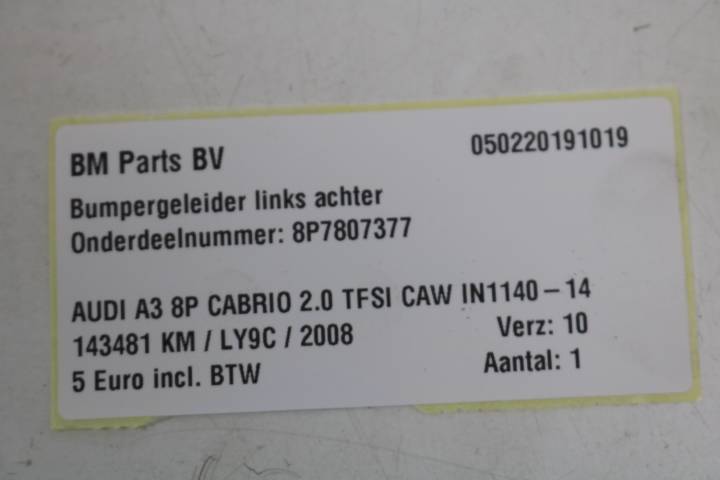 BM Parts BV 050220191019
Bumpergeleider links achter
Onderdeelnummer: 8P7807377
AUDI A3 8P CABRIO 2.0 TFSI CAW IN1140-14
143481 KM / LY9C / 2008 Verz: 10
5 Euro incl. BTW Aantal: 1